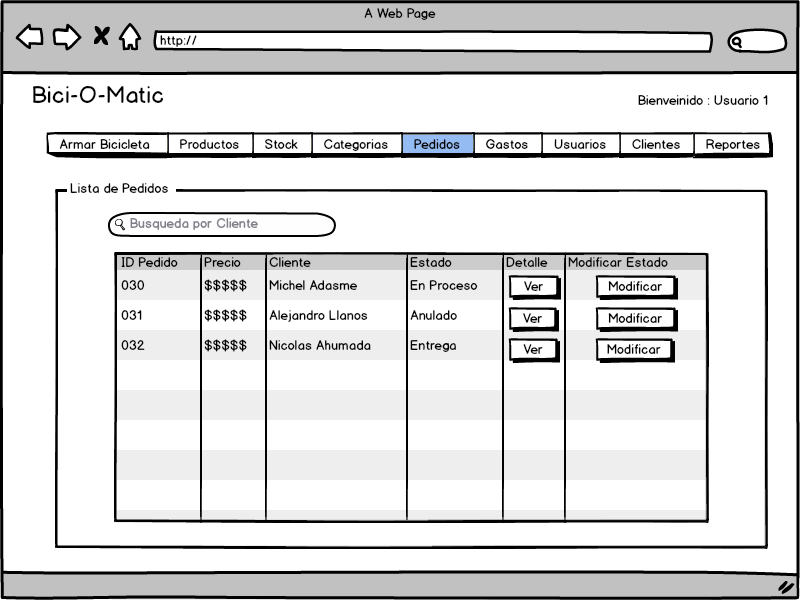 A Web Page
http://
Bici-O-Matic
Bienveinido : Usuario 1
Armar Bicicleta Productos Stock Categorias Pedidos Gastos Usuarios Clientes Reportes
Lista de Pedidos
Busqueda por Cliente
ID Pedido Precio Cliente Estado Detalle Modificar Estado
030 $$$$$ Michel Adasme En Proceso Ver Modificar
031 $$$$$ Alejandro Llanos Anulado Ver Modificar
032 $$$$$ Nicolas Ahumada Entrega Ver Modificar